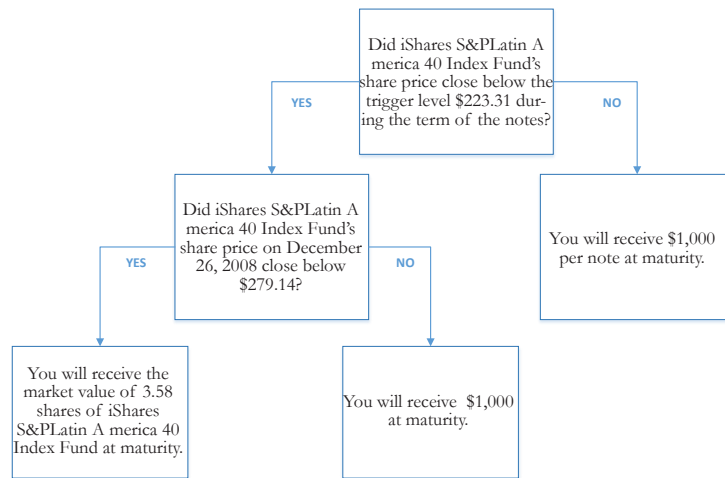 Did iShares S&PLatin A
merica 40 Index Fund's
share price close below the
trigger level $223.31 dur-
ing the term of the notes?
YES
NO
Did iShares S&PLatin A
merica 40 Index Fund's
share price on December
26, 2008 close below
$279.14?
You will receive $1,000
per note at maturity.
YES
NO
You will receive the
market value of 3.58
shares of iShares
S&PLatin A merica 40
Index Fund at maturity.
You will receive $1,000
at maturity.